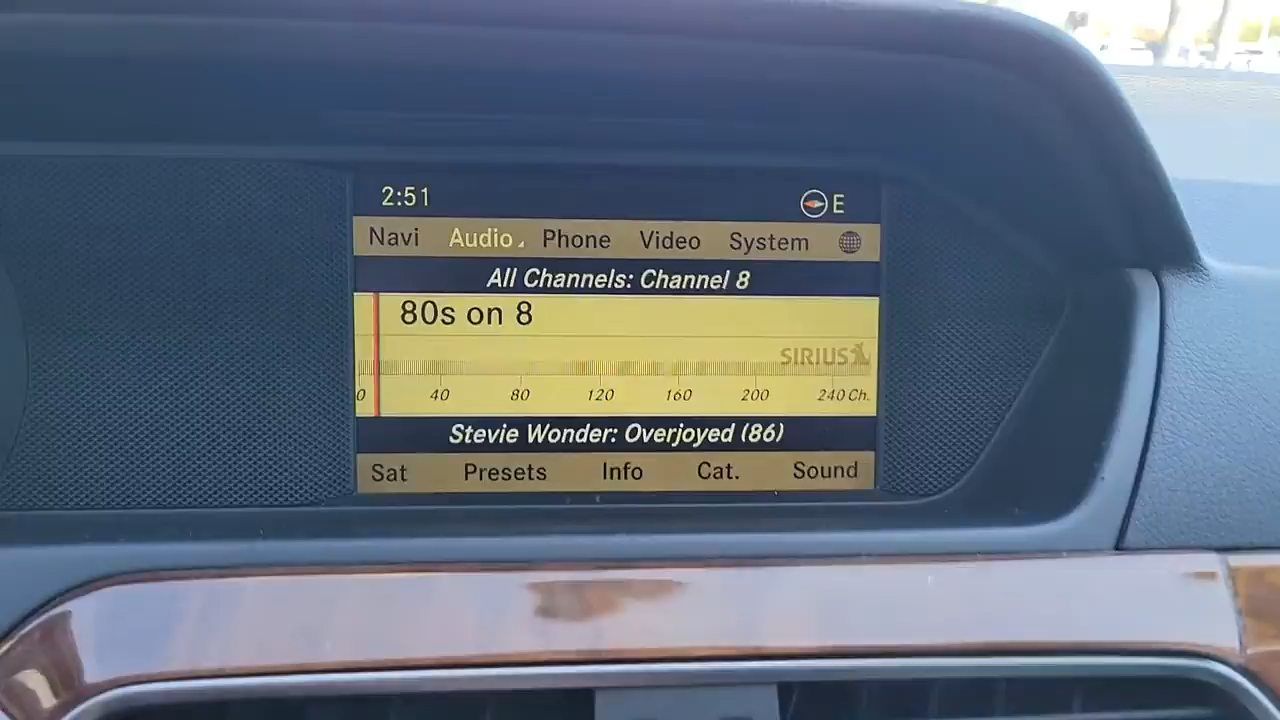 2:51 E
Navi Audio Phone Video System
All Channels: Channel 8
80s on 8
SIRIUS
0 40 80 120 160 200 240 Ch.
Stevie Wonder: Overjoyed (86)
Sat Presets Info Cat. Sound